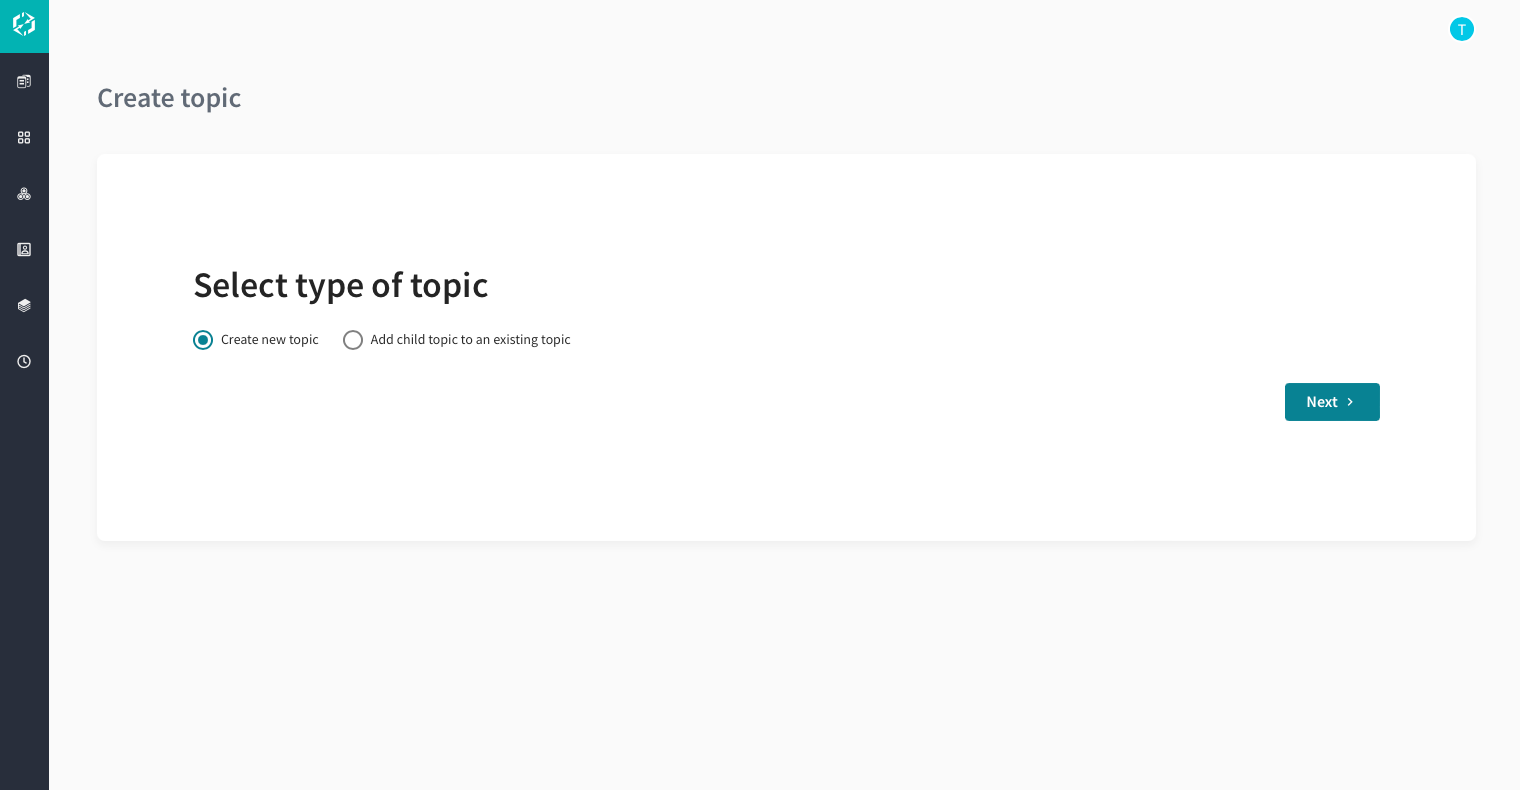 T
Create topic
Select type of topic
Create new topic
Add child topic to an existing topic
Next